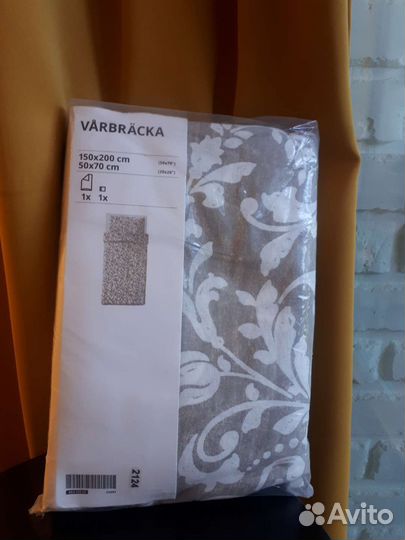 VÅRBRÄCKA
150x200 cm
50x70 cm
1x 1x
2124
Avito